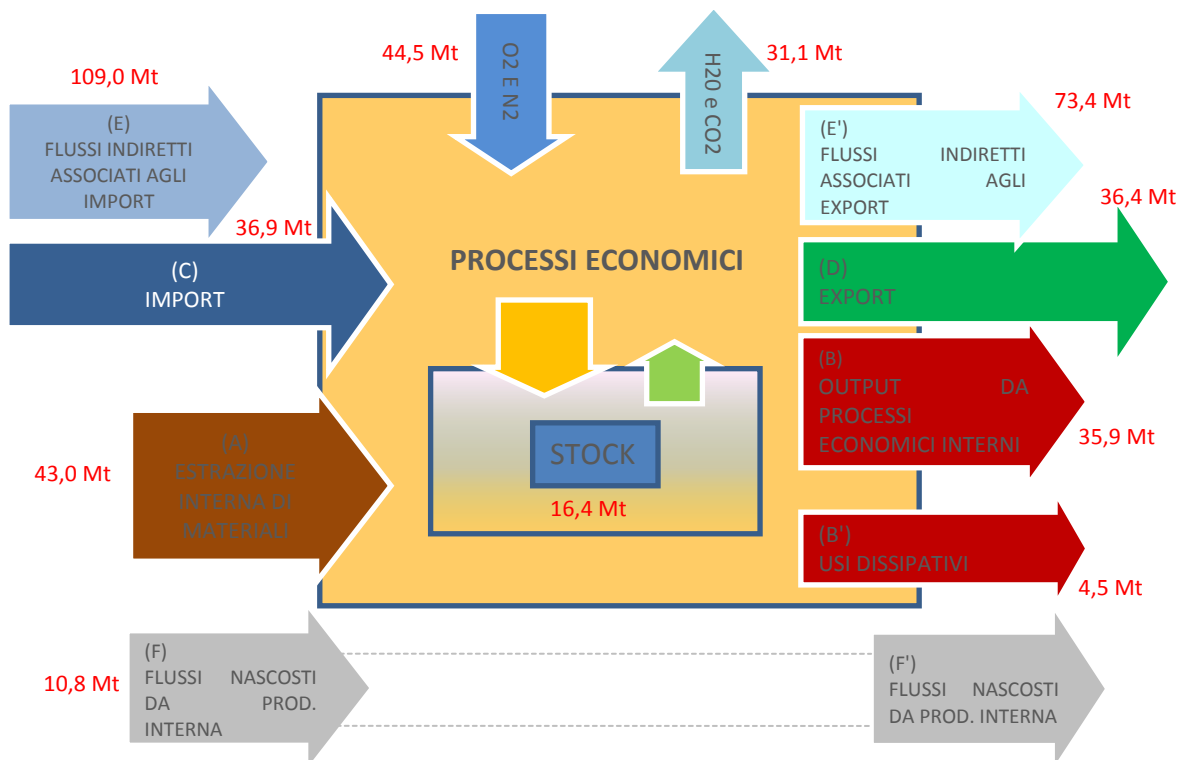 44,5 Mt
O2 E N2
H20 e CO2
31,1 Mt
109,0 Mt
(E)
FLUSSI INDIRETTI
ASSOCIATI AGLI
IMPORT
73,4 Mt
(E')
FLUSSI INDIRETTI
ASSOCIATI AGLI
EXPORT
36,9 Mt
(C)
IMPORT
PROCESSI ECONOMICI
36,4 Mt
(D)
EXPORT
(B)
OUTPUT DA
PROCESSI
ECONOMICI INTERNI
35,9 Mt
43,0 Mt
(A)
ESTRAZIONE
INTERNA DI
MATERIALI
STOCK
16,4 Mt
(B')
USI DISSIPATIVI
4,5 Mt
10,8 Mt
(F)
FLUSSI NASCOSTI
DA PROD.
INTERNA
(F')
FLUSSI NASCOSTI
DA PROD. INTERNA